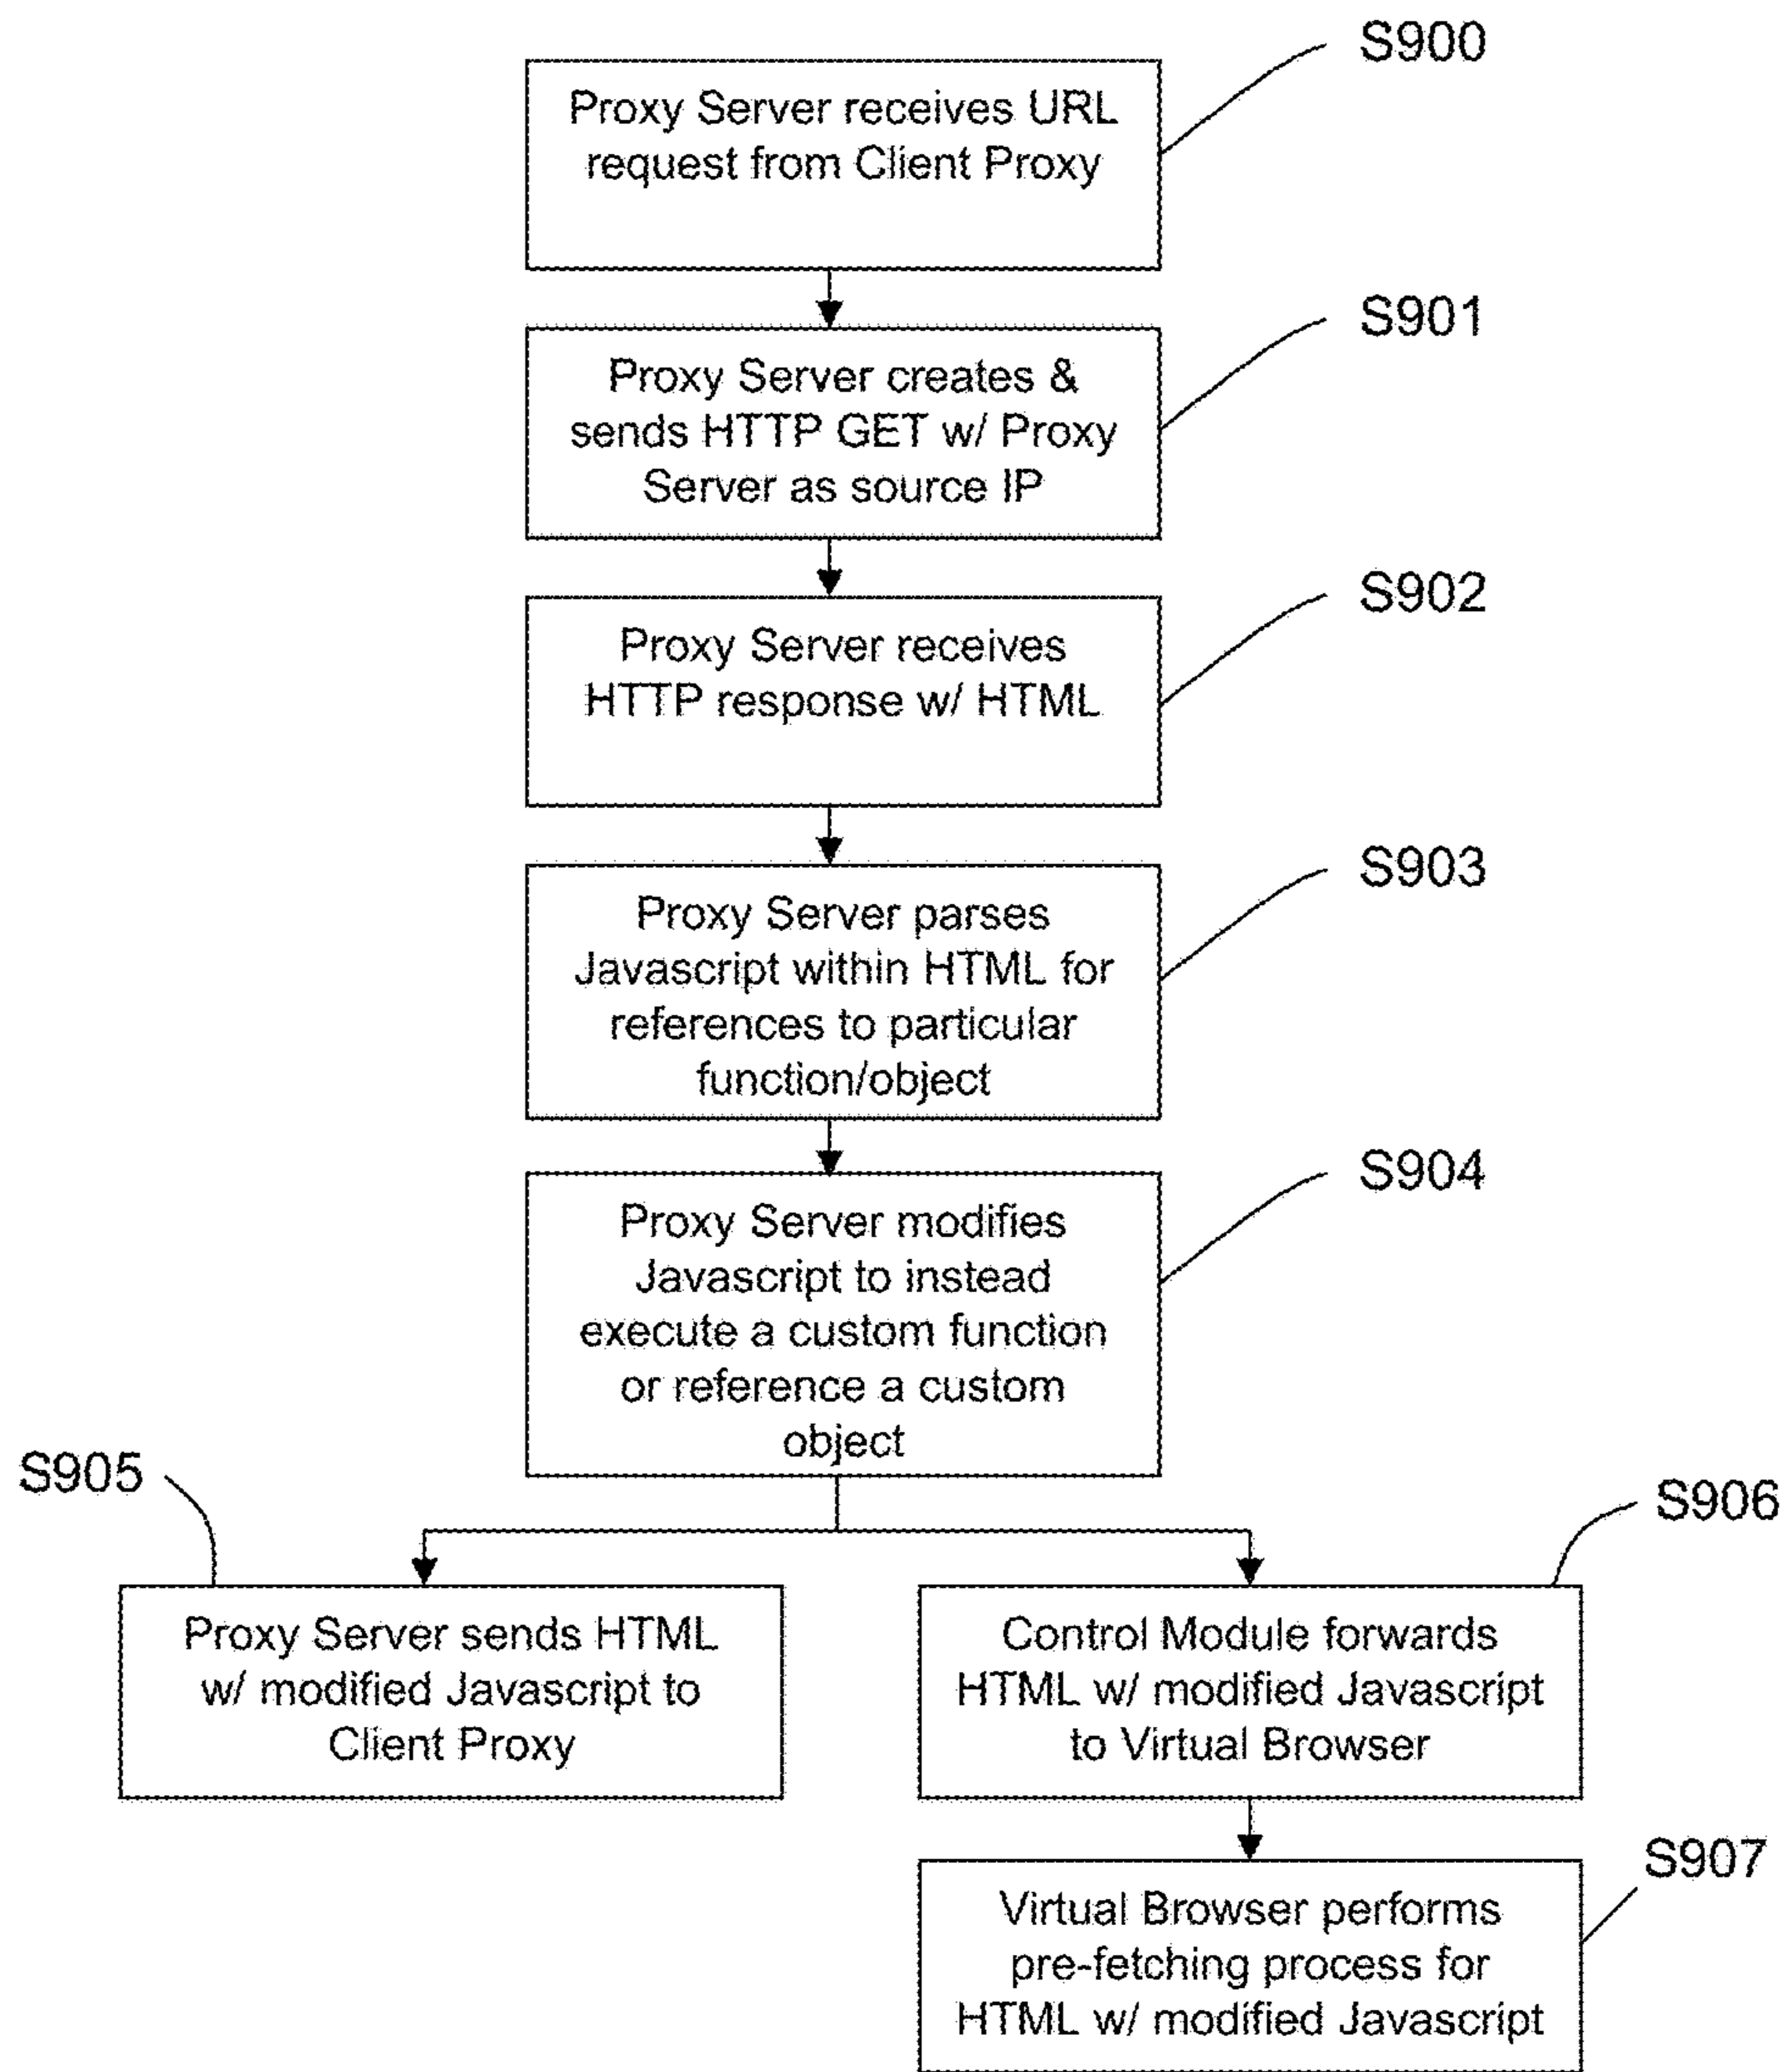 S900
Proxy Server receives URL
request from Client Proxy
S901
Proxy Server creates &
sends HTTP GET w/ Proxy
Server as source IP
S902
Proxy Server receives
HTTP response w/ HTML
S903
Proxy Server parses
Javascript within HTML for
references to particular
function/object
S904
Proxy Server modifies
Javascript to instead
execute a custom function
or reference a custom
object
S905
Proxy Server sends HTML
w/ modified Javascript to
Client Proxy
S906
Control Module forwards
HTML w/ modified Javascript
to Virtual Browser
S907
Virtual Browser performs
pre-fetching process for
HTML w/ modified Javascript